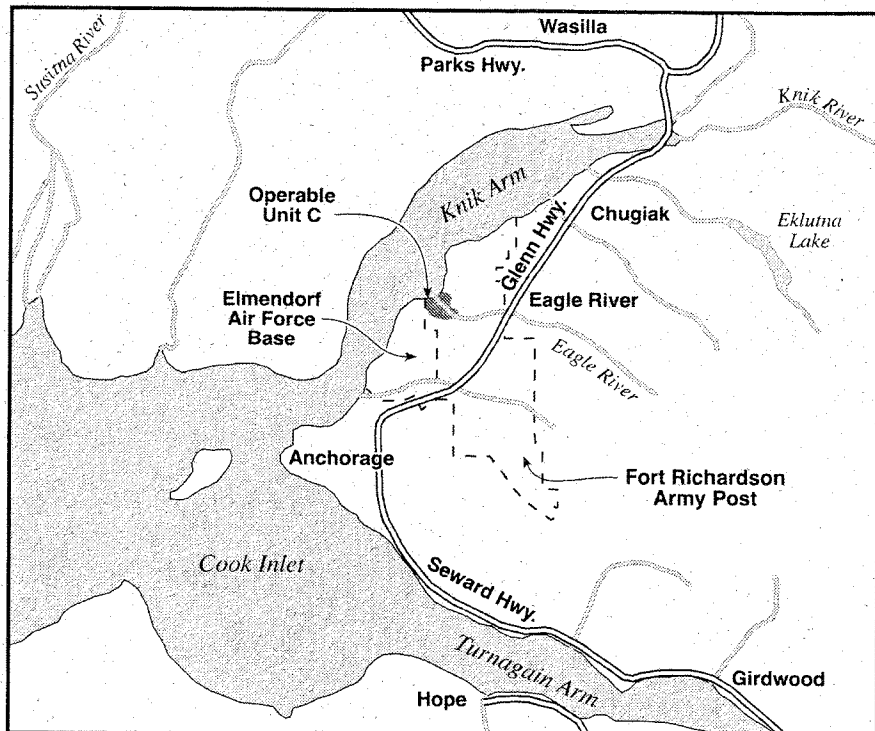 Wasilla
Parks Hwy.
Susitna River
Knik River
Knik Arm
Operable
Unit C
Glenn Hwy.
Chugiak
Eklutna
Lake
Elmendorf
Air Force
Base
Eagle River
Eagle River
Anchorage
Fort Richardson
Army Post
Cook Inlet
Seward Hwy.
Turnagain Arm
Girdwood
Hope